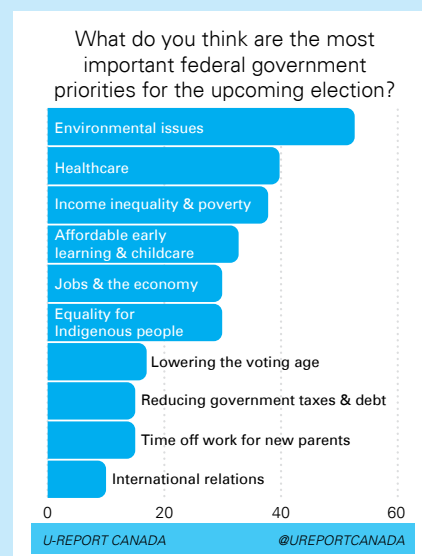 What do you think are the most
important federal government
priorities for the upcoming election?
Environmental issues
Healthcare
Income inequality & poverty
Affordable early
learning & childcare
Jobs & the economy
Equality for
Indigenous people
Lowering the voting age
Reducing government taxes & debt
Time off work for new parents
International relations
0 20 40 60
U-REPORT CANADA @UREPORTCANADA